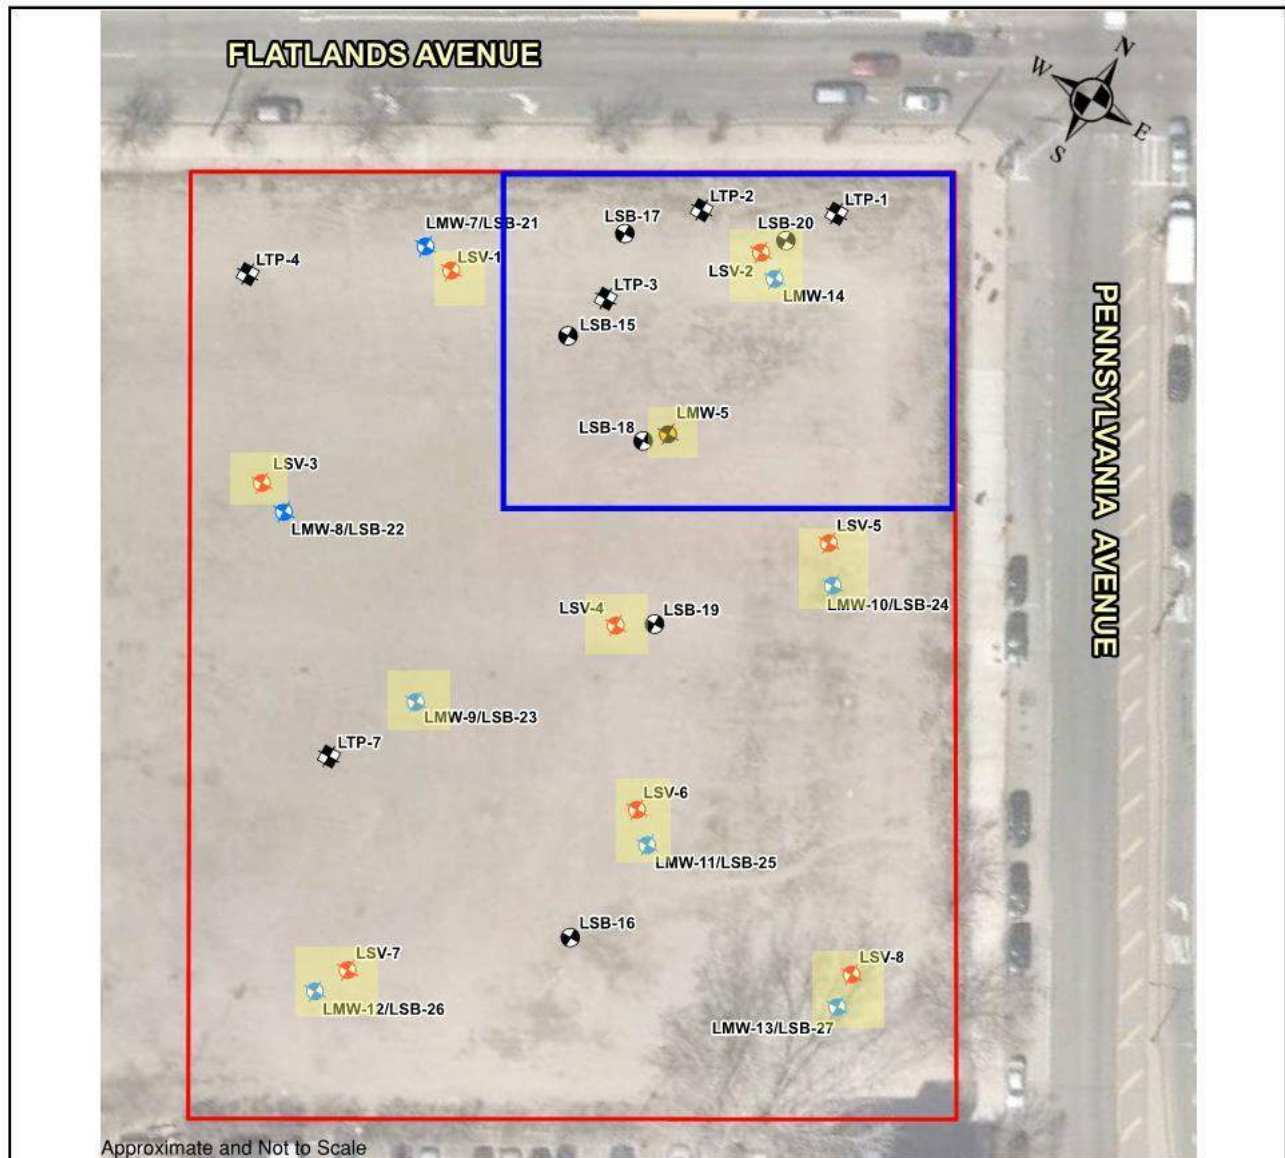 FLATLANDS AVENUE
N
W
E
S
LTP-2
LTP-1
LMW-7/LSB-21
LSB-17
LSB-20
LTP-4
LSV-1
LSV-2
LTP-3
LMW-14
LSB-15
PENNSYLVANIA AVENUE
LMW-5
LSB-18
LSV-3
LMW-8/LSB-22
LSV-5
LMW-10/LSB-24
LSV-4
LSB-19
LMW-9/LSB-23
LTP-7
LSV-6
LMW-11/LSB-25
LSB-16
LSV-7
LSV-8
LMW-12/LSB-26
LMW-13/LSB-27
Approximate and Not to Scale